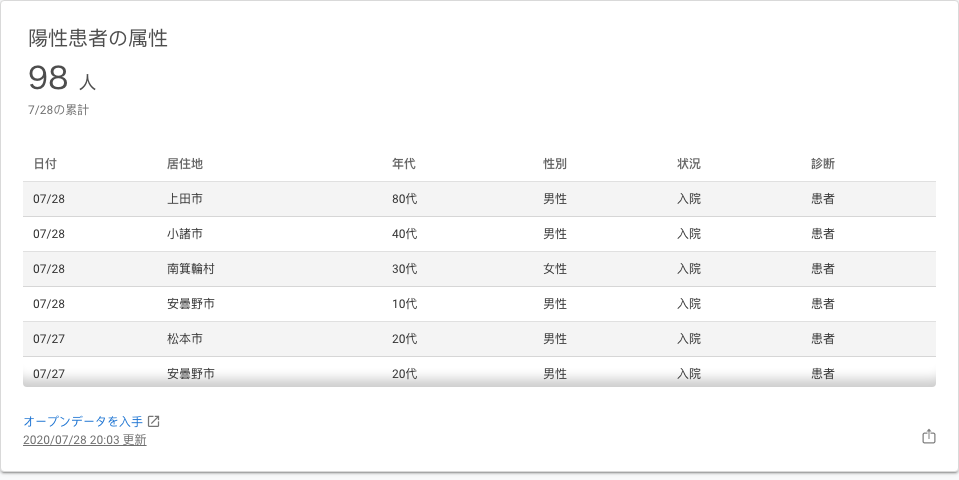 陽性患者の属性
98 人
7/28の累計
日付 居住地 年代 性別 状況 診断
07/28 上田市 80代 男性 入院 患者
07/28 小諸市 40代 男性 入院 患者
07/28 南箕輪村 30代 女性 入院 患者
07/28 安曇野市 10代 男性 入院 患者
07/27 松本市 20代 男性 入院 患者
07/27 安曇野市 20代 男性 入院 患者
オープンデータを入手
2020/07/28 20:03 更新